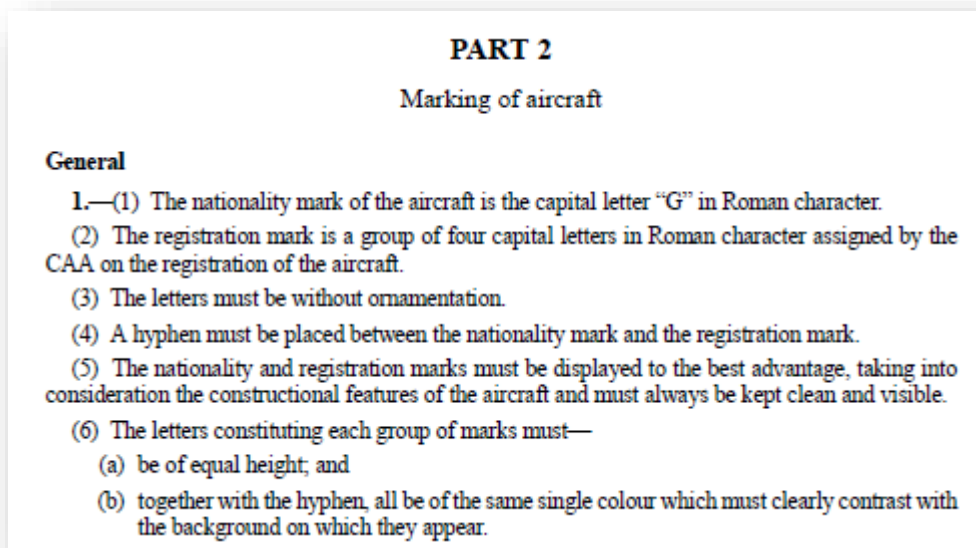 PART 2
Marking of aircraft
General
1.—(1) The nationality mark of the aircraft is the capital letter “G” in Roman character.
(2) The registration mark is a group of four capital letters in Roman character assigned by the
CAA on the registration of the aircraft.
(3) The letters must be without ornamentation.
(4) A hyphen must be placed between the nationality mark and the registration mark.
(5) The nationality and registration marks must be displayed to the best advantage, taking into
consideration the constructional features of the aircraft and must always be kept clean and visible.
(6) The letters constituting each group of marks must—
(a) be of equal height; and
(b) together with the hyphen, all be of the same single colour which must clearly contrast with
the background on which they appear.